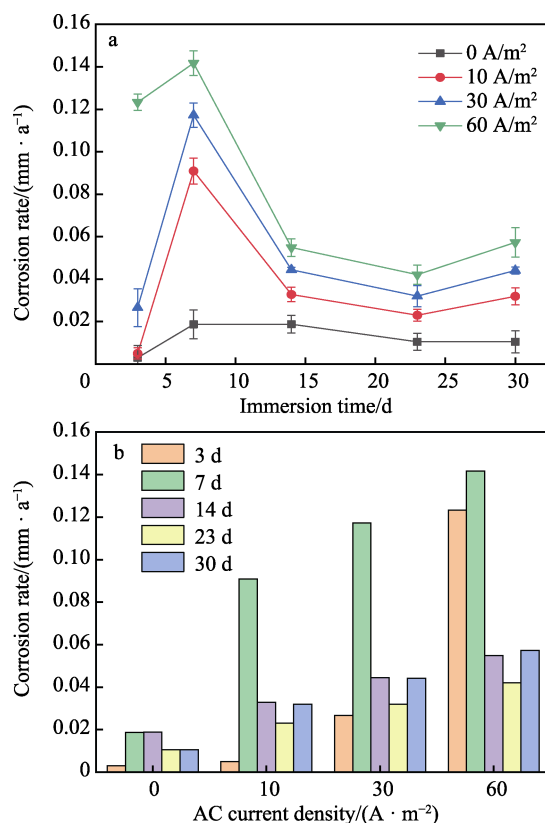 a
0 A/m²
10 A/m²
30 A/m²
60 A/m²
0.16
0.14
0.12
0.10
0.08
0.06
0.04
0.02
0 5 10 15 20 25 30
Corrosion rate/(mm · a⁻¹)
Immersion time/d
b
3 d
7 d
14 d
23 d
30 d
0.16
0.14
0.12
0.10
0.08
0.06
0.04
0.02
0
0 10 30 60
Corrosion rate/(mm · a⁻¹)
AC current density/(A · m⁻²)